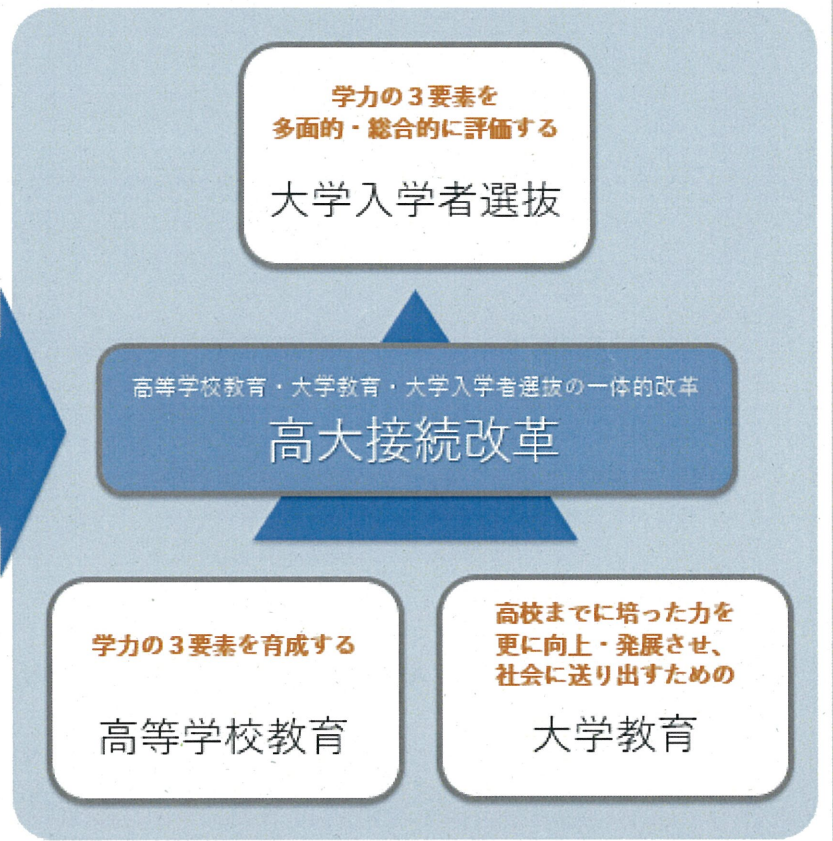 学力の３要素を
多面的・総合的に評価する
大学入学者選抜
高等学校教育・大学教育・大学入学者選抜の一体的改革
高大接続改革
学力の３要素を育成する
高等学校教育
高校までに培った力を
更に向上・発展させ、
社会に送り出すための
大学教育